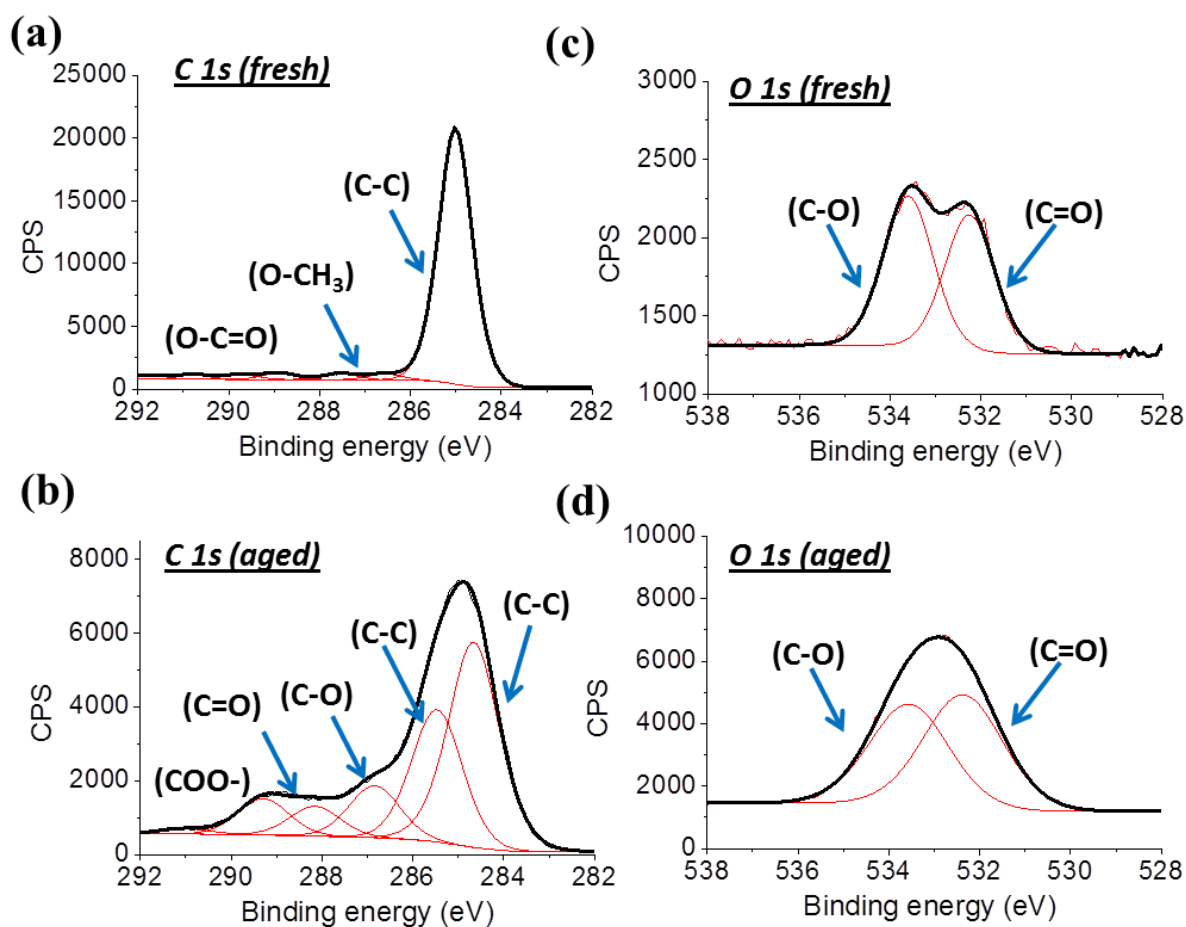 (a)
C 1s (fresh)
25000
20000
15000
10000
5000
0
CPS
(C-C)
(O-CH3)
(O-C=O)
292 290 288 286 284 282
Binding energy (eV)
(c)
O 1s (fresh)
3000
2500
2000
1500
1000
CPS
(C-O)
(C=O)
538 536 534 532 530 528
Binding energy (eV)
(b)
C 1s (aged)
8000
6000
4000
2000
0
CPS
(C-C)
(C-C)
(C-O)
(C=O)
(COO-)
292 290 288 286 284 282
Binding energy (eV)
(d)
O 1s (aged)
10000
8000
6000
4000
2000
0
CPS
(C-O)
(C=O)
538 536 534 532 530 528
Binding energy (eV)